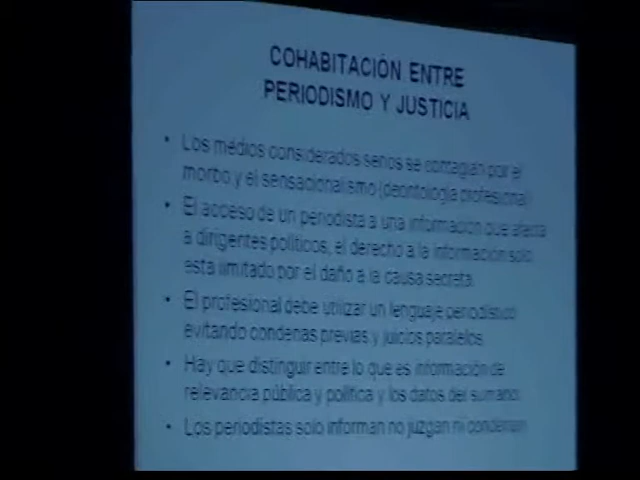 COHABITACIÓN ENTRE
PERIODISMO Y JUSTICIA
• Los médios considerados serios se contagian por el
morbo y el sensacionalismo (deontologia profesional)
• El acceso de un periodista a una información que afecta
a dirigentes políticos, el derecho a la información solo
esta limitado por el daño a la causa secreta.
• El profesional debe utilizar un lenguaje periodístico
evitando condenas previas y juicios paralelos.
• Hay que distinguir entre lo que es información de
relevancia pública y politica y los datos del sumario.
• Los periodistas solo informan no juzgan ni condenan